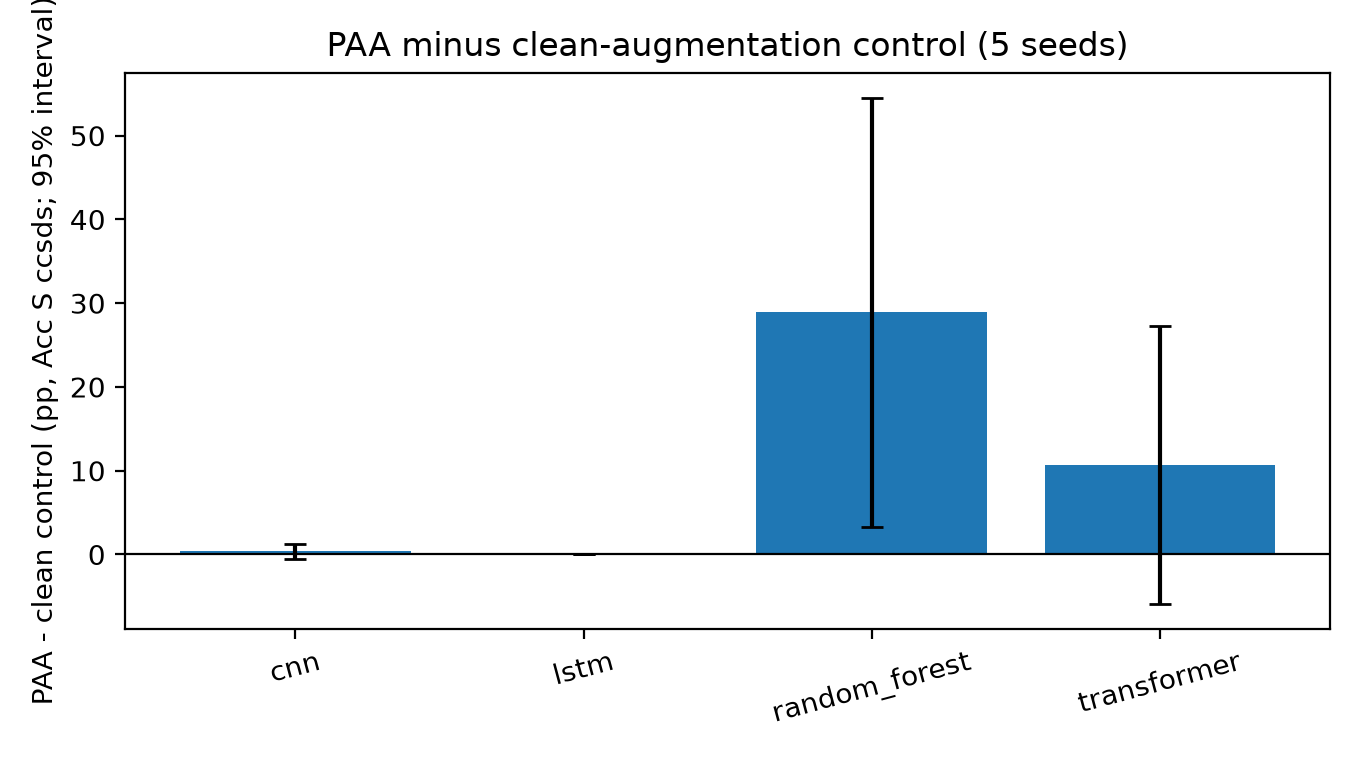 PAA minus clean-augmentation control (5 seeds)
PAA - clean control (pp, Acc S ccsds; 95% interval)
50
40
30
20
10
0
cnn
lstm
random_forest
transformer